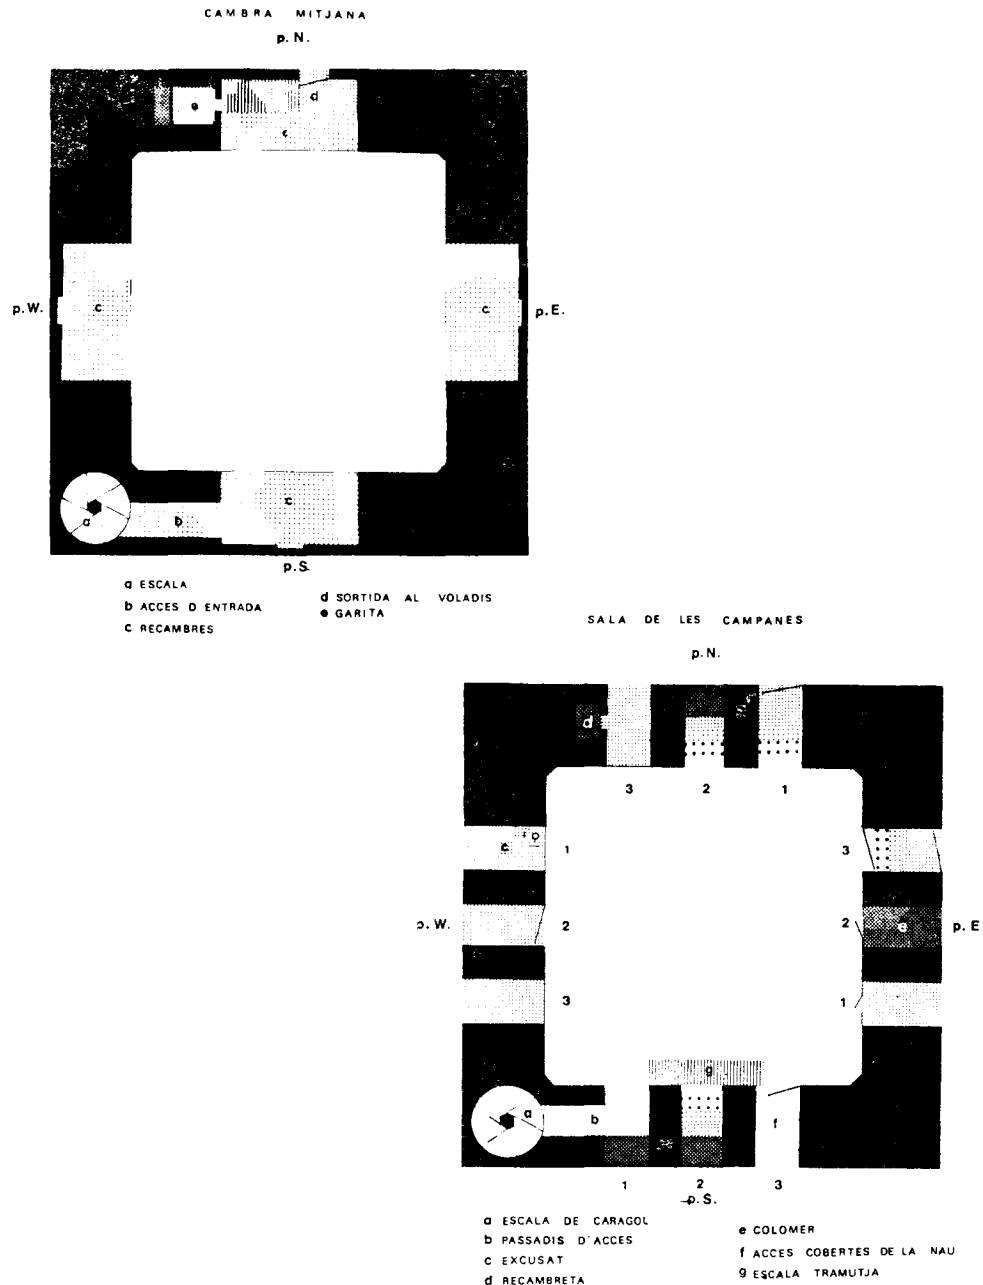 CAMBRA MITJANA
p. N.
e
d
c
p. W.
c
c
p. E.
c
a
b
p. S.
a ESCALA
b ACCES D ENTRADA
c RECAMBRES
d SORTIDA AL VOLADIS
e GARITA
SALA DE LES CAMPANES
p. N.
d
3
2
1
c
1
3
p. W.
2
2
e
p. E
3
1
g
a
b
f
1
2
3
p. S.
a ESCALA DE CARAGOL
b PASSADIS D'ACCES
c EXCUSAT
d RECAMBRETA
e COLOMER
f ACCES COBERTES DE LA NAU
g ESCALA TRAMUTJA